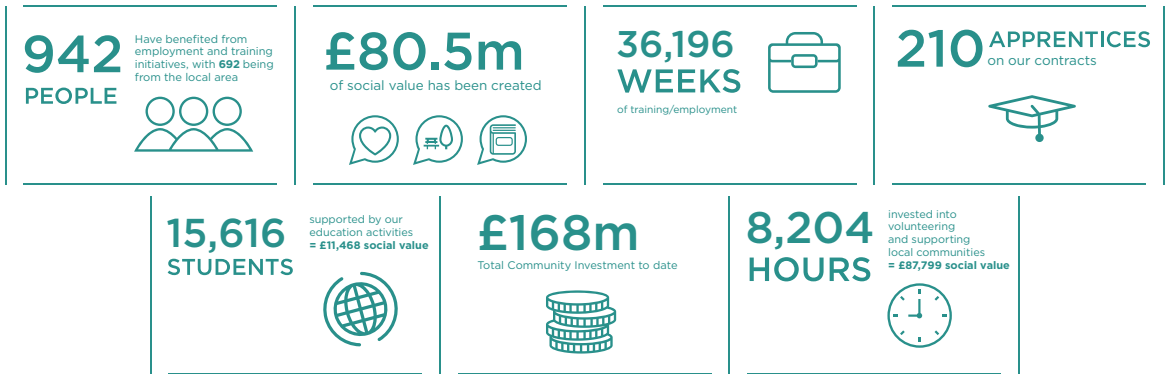 942
PEOPLE
Have benefited from
employment and training
initiatives, with 692 being
from the local area
£80.5m
of social value has been created
36,196
WEEKS
of training/employment
210
APPRENTICES
on our contracts
15,616
STUDENTS
supported by our
education activities
= £11,468 social value
£168m
Total Community Investment to date
8,204
HOURS
invested into
volunteering
and supporting
local communities
= £87,799 social value